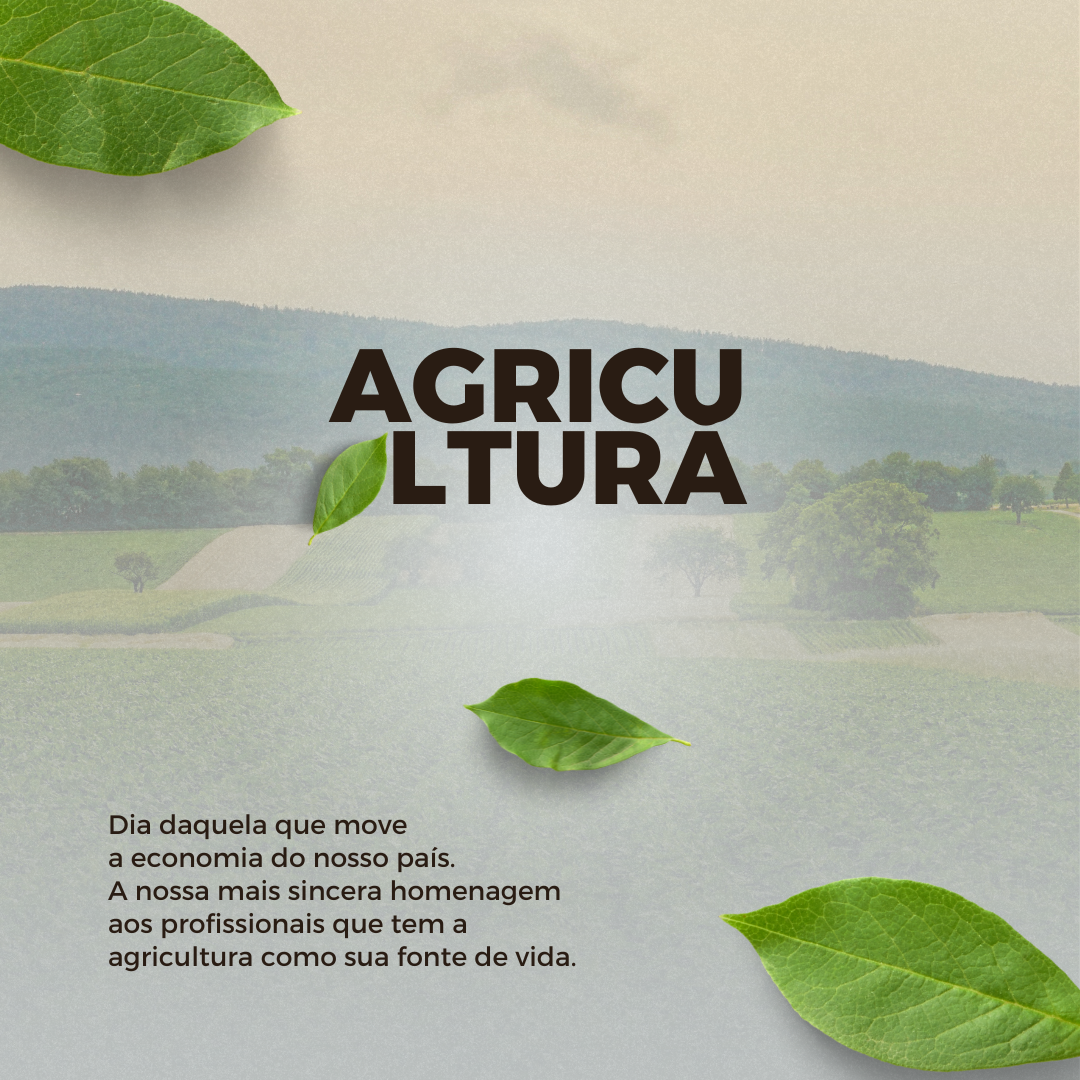 AGRICU
LTURA
Dia daquela que move
a economia do nosso país.
A nossa mais sincera homenagem
aos profissionais que tem a
agricultura como sua fonte de vida.